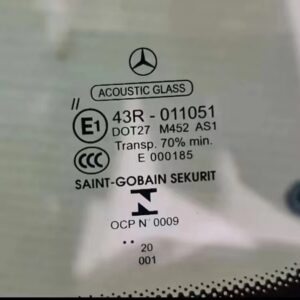 ACOUSTIC GLASS
//
E1 43R - 011051
DOT27 M452 AS1
Transp. 70% min.
CCC E 000185
SAINT-GOBAIN SEKURIT
N
OCP N° 0009
.. 20
001